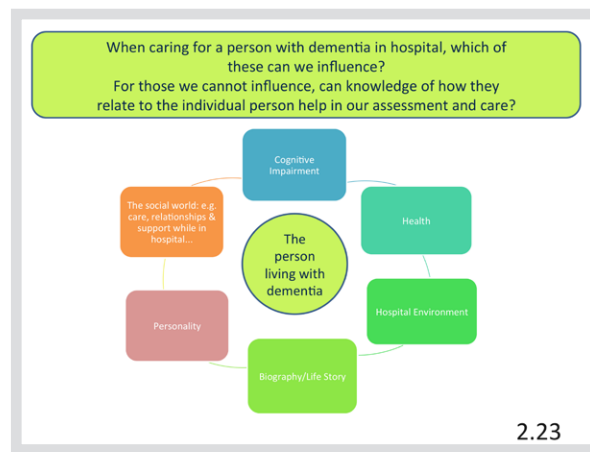 When caring for a person with dementia in hospital, which of
these can we influence?
For those we cannot influence, can knowledge of how they
relate to the individual person help in our assessment and care?
Cognitive
Impairment
The social world: e.g.
care, relationships &
support while in
hospital...
Health
The
person
living with
dementia
Personality
Hospital Environment
Biography/Life Story
2.23